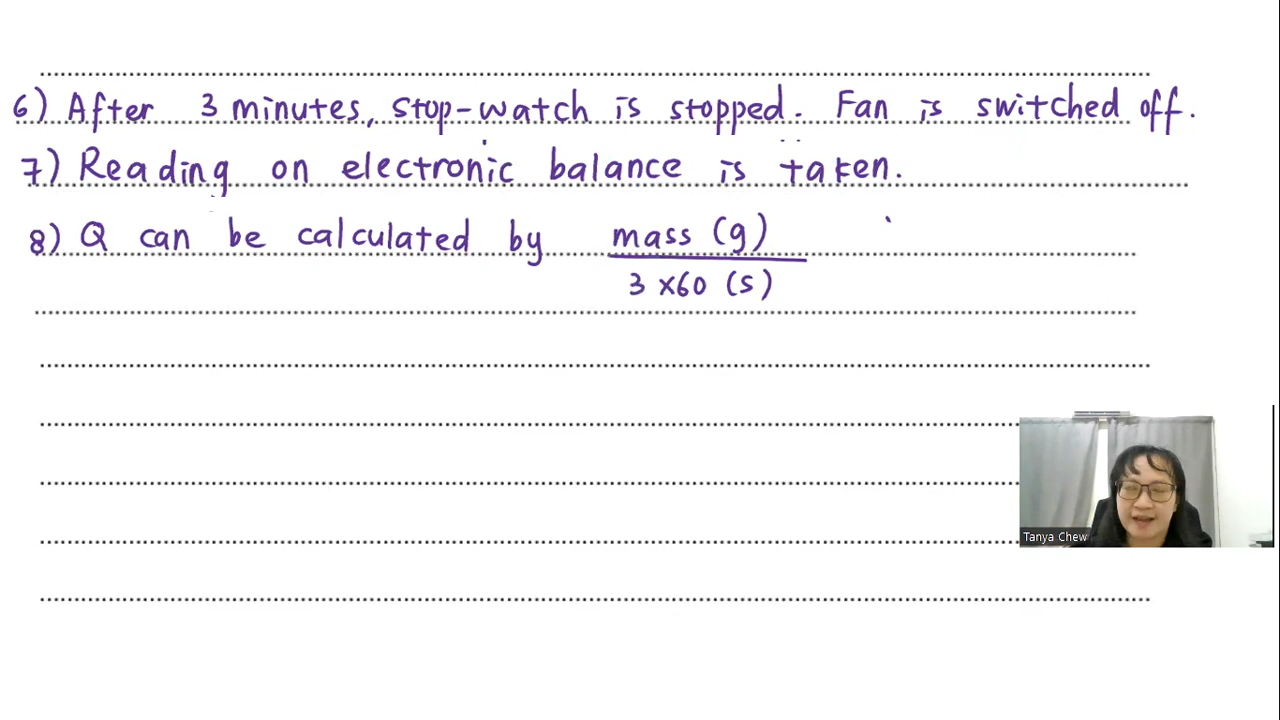 6) After 3 minutes, stop-watch is stopped. Fan is switched off.
7) Reading on electronic balance is taken.
8) Q can be calculated by mass (g)
3 x60 (s)
Tanya Chew